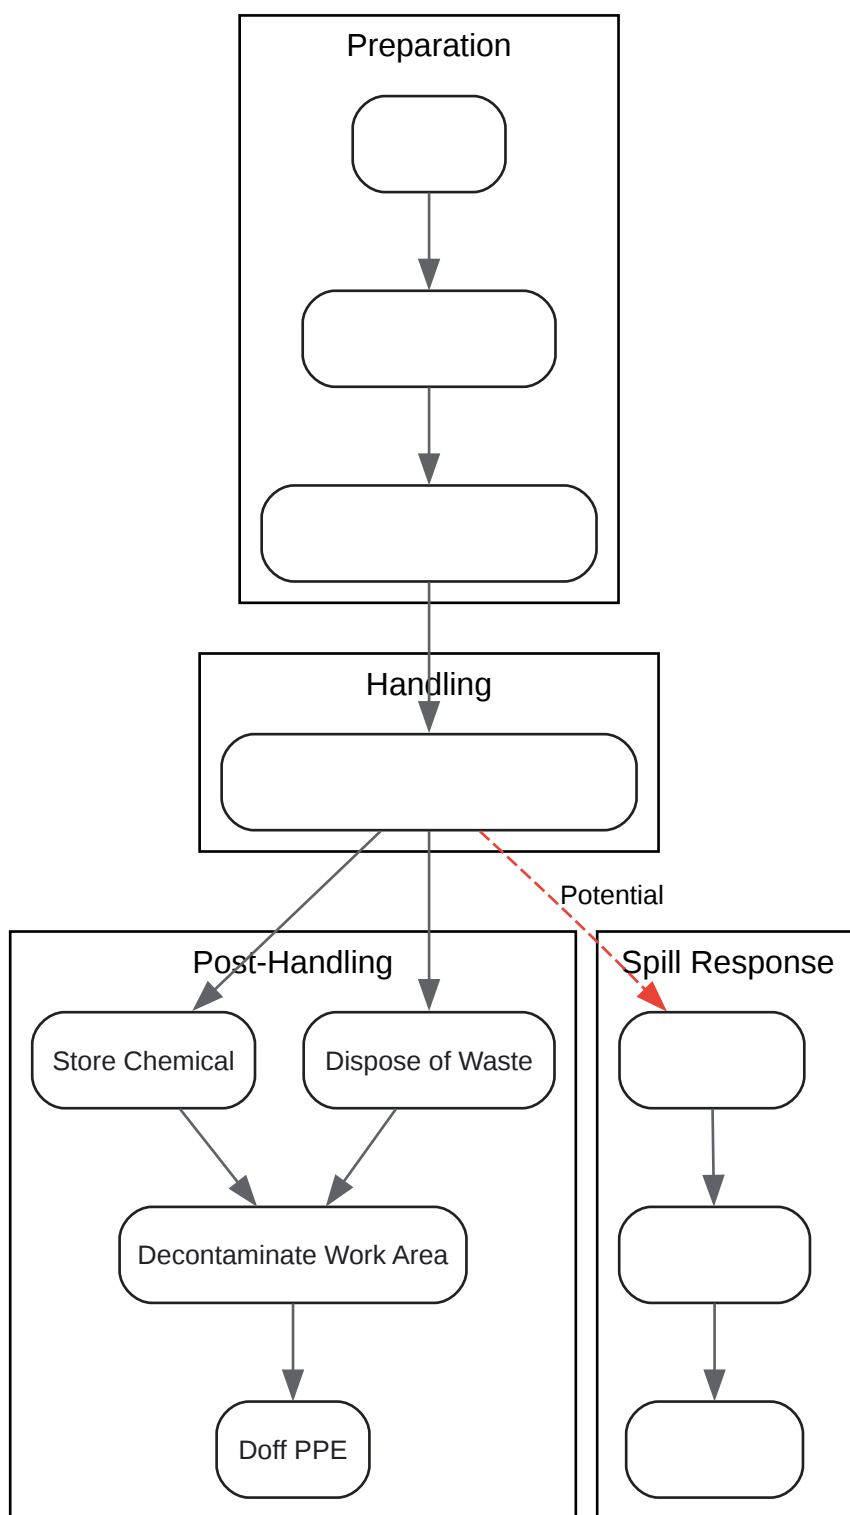 Preparation
Handling
Potential
Post-Handling
Spill Response
Store Chemical
Dispose of Waste
Decontaminate Work Area
Doff PPE